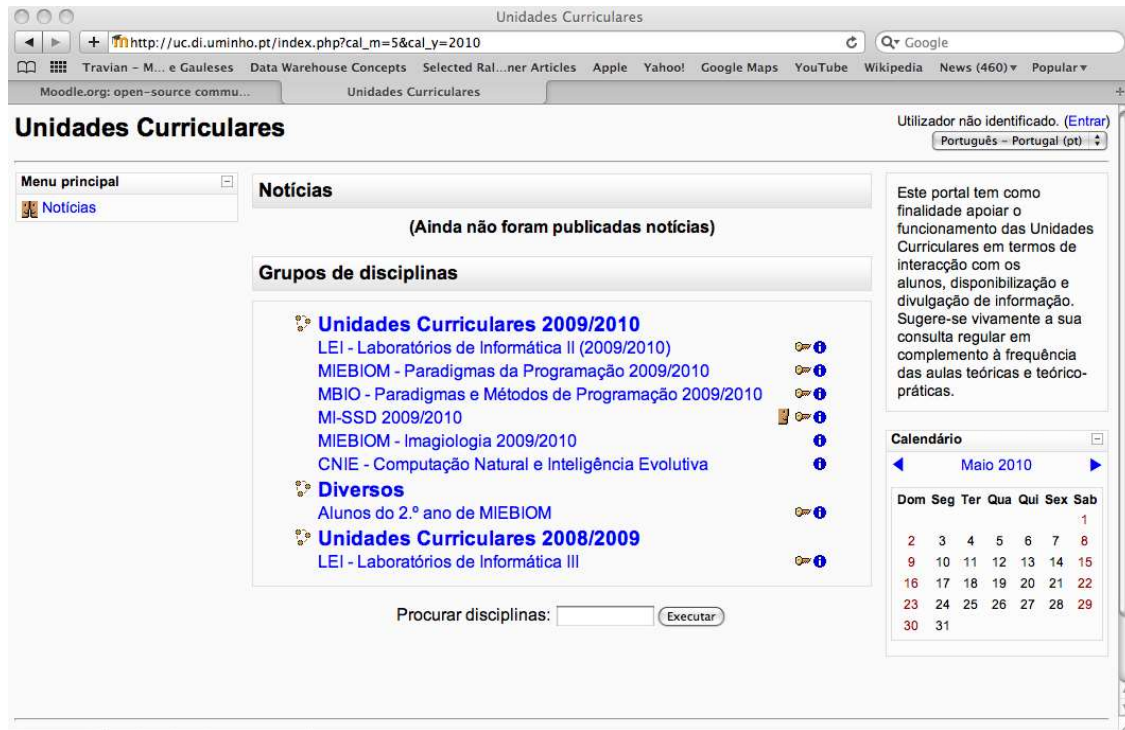 Unidades Curriculares
http://uc.di.uminho.pt/index.php?cal_m=5&cal_y=2010
Google
Travian - M... e Gauleses Data Warehouse Concepts Selected Ral...ner Articles Apple Yahoo! Google Maps YouTube Wikipedia News (460) Popular
Moodle.org: open-source commu...
Unidades Curriculares
Unidades Curriculares
Utilizador não identificado. (Entrar)
Português - Portugal (pt)
Menu principal
Notícias
Notícias
(Ainda não foram publicadas notícias)
Grupos de disciplinas
Unidades Curriculares 2009/2010
LEI - Laboratórios de Informática II (2009/2010)
MIEBIOM - Paradigmas da Programação 2009/2010
MBIO - Paradigmas e Métodos de Programação 2009/2010
MI-SSD 2009/2010
MIEBIOM - Imagiologia 2009/2010
CNIE - Computação Natural e Inteligência Evolutiva
Diversos
Alunos do 2.º ano de MIEBIOM
Unidades Curriculares 2008/2009
LEI - Laboratórios de Informática III
Procurar disciplinas:
Executar
Este portal tem como
finalidade apoiar o
funcionamento das Unidades
Curriculares em termos de
interacção com os
alunos, disponibilização e
divulgação de informação.
Sugere-se vivamente a sua
consulta regular em
complemento à frequência
das aulas teóricas e teórico-
práticas.
Calendário
Maio 2010
Dom Seg Ter Qua Qui Sex Sab
1
2 3 4 5 6 7 8
9 10 11 12 13 14 15
16 17 18 19 20 21 22
23 24 25 26 27 28 29
30 31